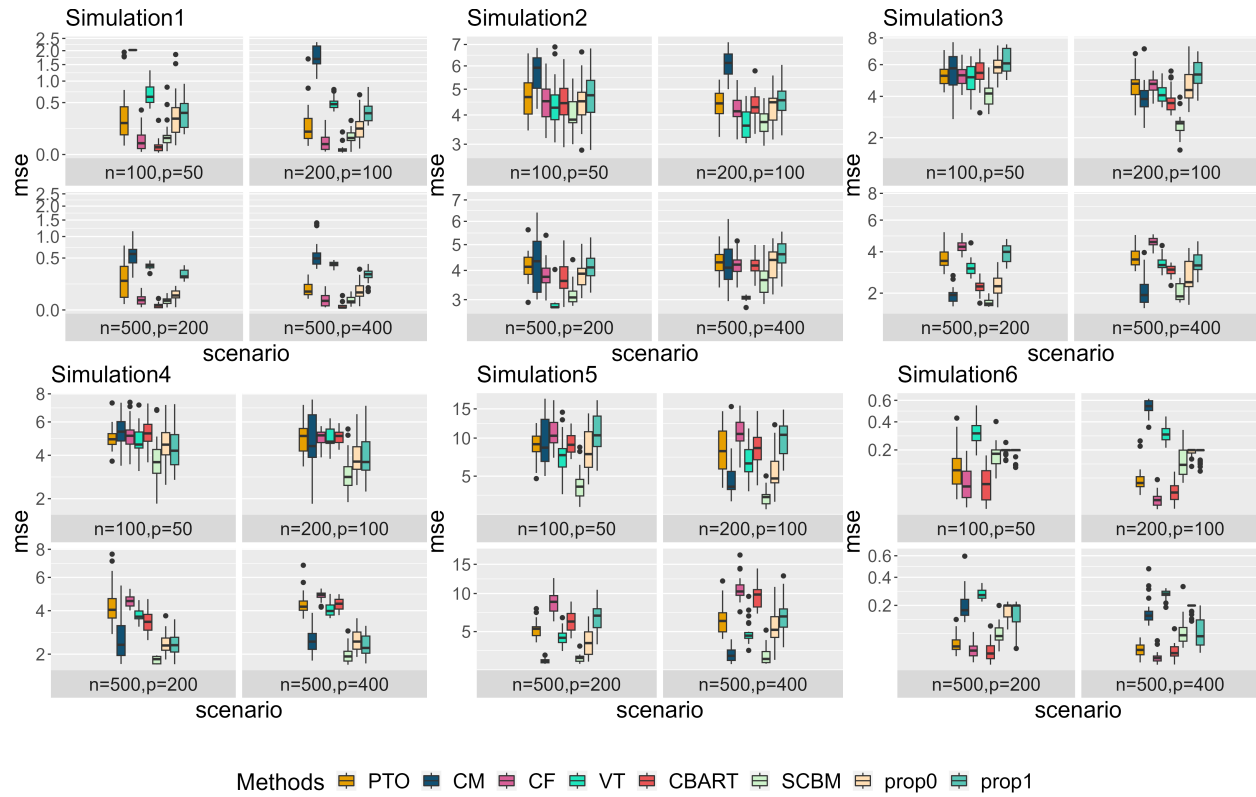 Simulation1
Simulation2
Simulation3
mse
2.5
2.0
1.5
1.0
0.5
0.0
n=100,p=50
n=200,p=100
2.5
2.0
1.5
1.0
0.5
0.0
n=500,p=200
n=500,p=400
scenario
mse
7
6
5
4
3
n=100,p=50
n=200,p=100
7
6
5
4
3
n=500,p=200
n=500,p=400
scenario
mse
8
6
4
2
n=100,p=50
n=200,p=100
8
6
4
2
n=500,p=200
n=500,p=400
scenario
Simulation4
Simulation5
Simulation6
mse
8
6
4
2
n=100,p=50
n=200,p=100
8
6
4
2
n=500,p=200
n=500,p=400
scenario
mse
15
10
5
n=100,p=50
n=200,p=100
15
10
5
n=500,p=200
n=500,p=400
scenario
mse
0.6
0.4
0.2
n=100,p=50
n=200,p=100
0.6
0.4
0.2
n=500,p=200
n=500,p=400
scenario
Methods PTO CM CF VT CBART SCBM prop0 prop1